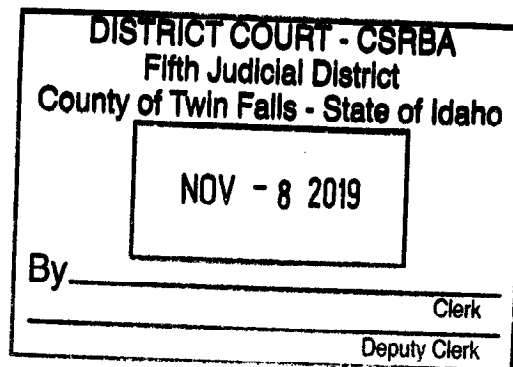 DISTRICT COURT - CSRBA
Fifth Judicial District
County of Twin Falls - State of Idaho
NOV - 8 2019
By
Clerk
Deputy Clerk